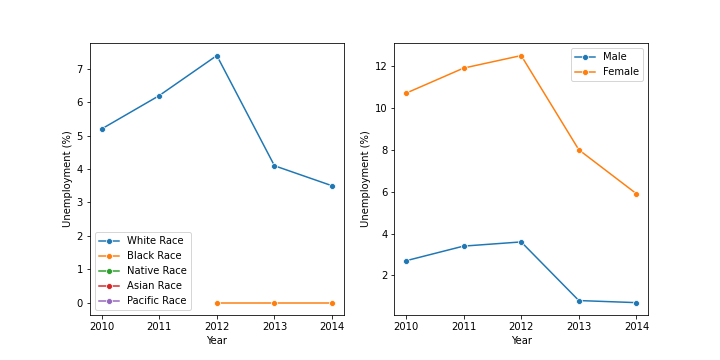 Unemployment (%)
7
6
5
4
3
2
1
0
White Race
Black Race
Native Race
Asian Race
Pacific Race
2010 2011 2012 2013 2014
Year
Unemployment (%)
12
10
8
6
4
2
Male
Female
2010 2011 2012 2013 2014
Year